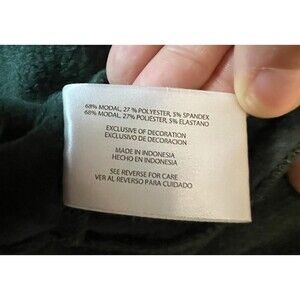 68% MODAL, 27 % POLYESTER, 5% SPANDEX
68% MODAL, 27% POLIESTER, 5% ELASTANO
EXCLUSIVE OF DECORATION
EXCLUSIVO DE DECORACION
MADE IN INDONESIA
HECHO EN INDONESIA
SEE REVERSE FOR CARE
VER AL REVERSO PARA CUIDADO